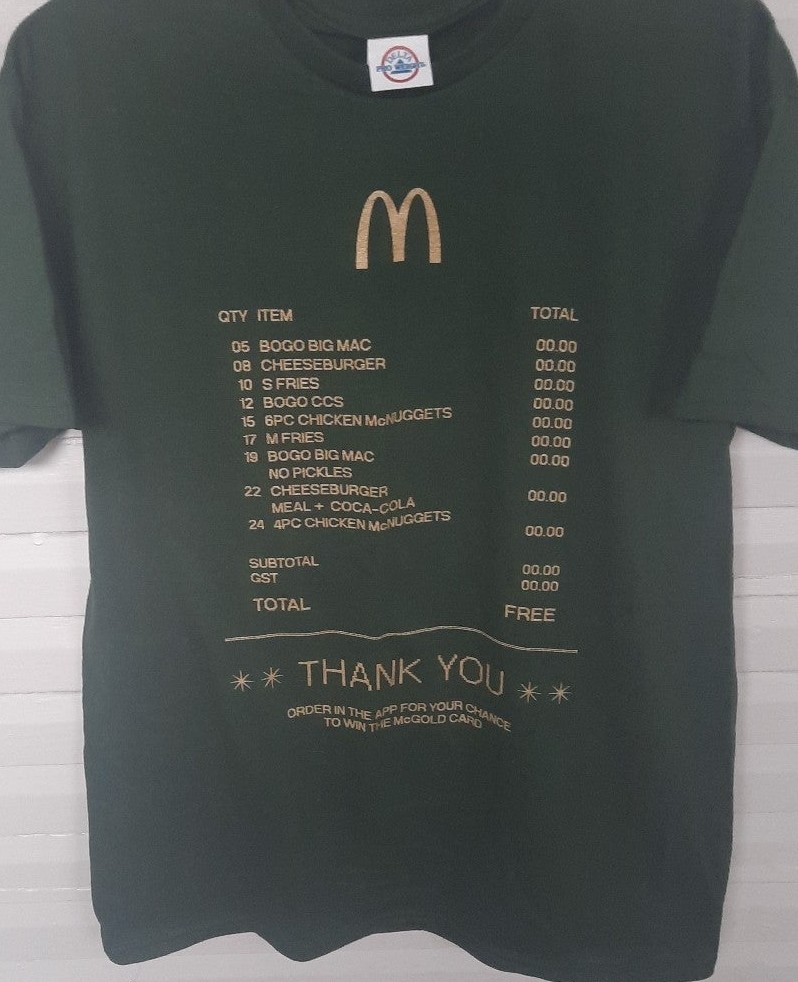 DELTA
PRO WEIGHT
M
QTY ITEM TOTAL
05 BOGO BIG MAC 00.00
08 CHEESEBURGER 00.00
10 S FRIES 00.00
12 BOGO CCS 00.00
15 6PC CHICKEN McNUGGETS 00.00
17 M FRIES 00.00
19 BOGO BIG MAC 00.00
NO PICKLES
22 CHEESEBURGER 00.00
MEAL + COCA-COLA
24 4PC CHICKEN McNUGGETS 00.00
SUBTOTAL 00.00
GST 00.00
TOTAL FREE
** THANK YOU **
ORDER IN THE APP FOR YOUR CHANCE
TO WIN THE McGOLD CARD